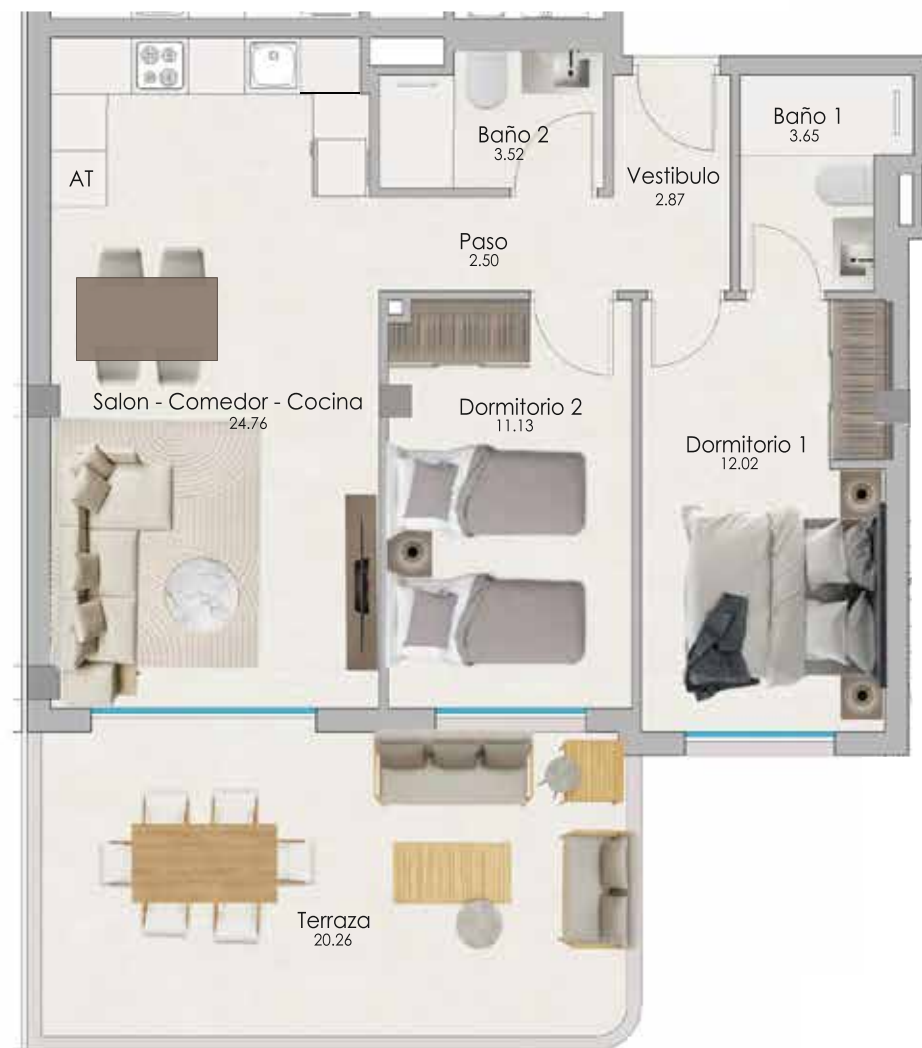 Baño 1
3.65
Baño 2
3.52
Vestibulo
2.87
AT
Paso
2.50
Salon - Comedor - Cocina
24.76
Dormitorio 2
11.13
Dormitorio 1
12.02
Terraza
20.26